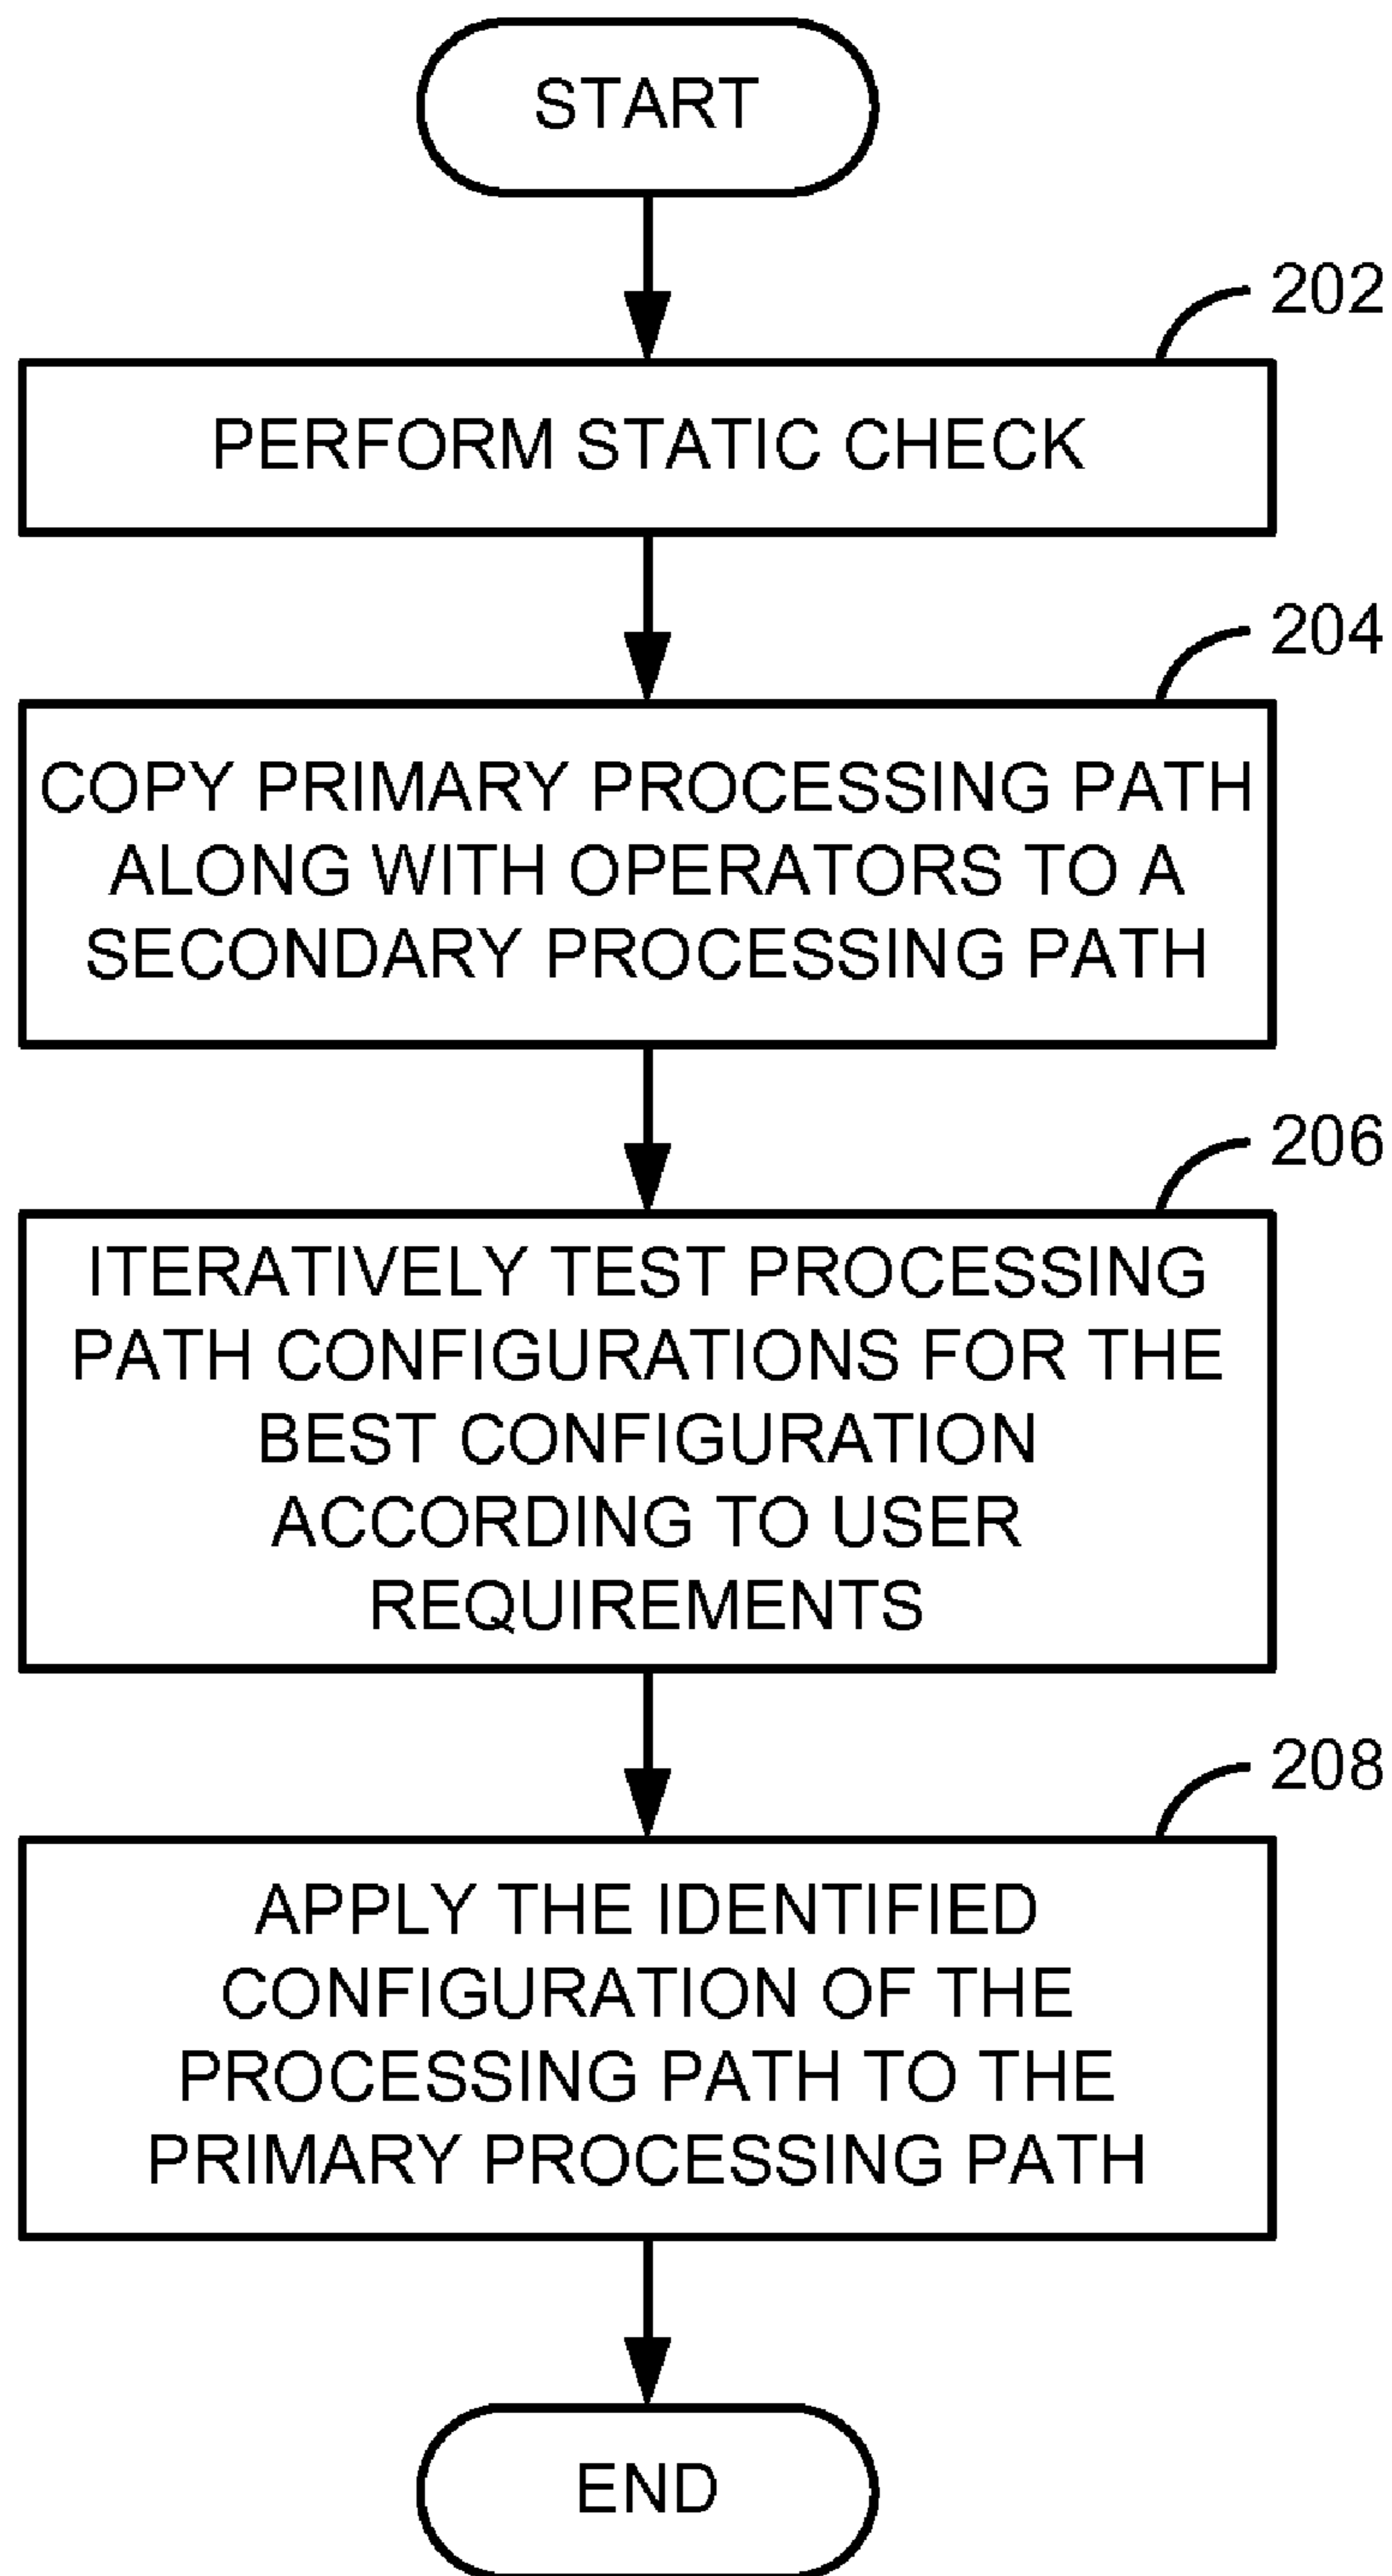 START
202
PERFORM STATIC CHECK
204
COPY PRIMARY PROCESSING PATH
ALONG WITH OPERATORS TO A
SECONDARY PROCESSING PATH
206
ITERATIVELY TEST PROCESSING
PATH CONFIGURATIONS FOR THE
BEST CONFIGURATION
ACCORDING TO USER
REQUIREMENTS
208
APPLY THE IDENTIFIED
CONFIGURATION OF THE
PROCESSING PATH TO THE
PRIMARY PROCESSING PATH
END